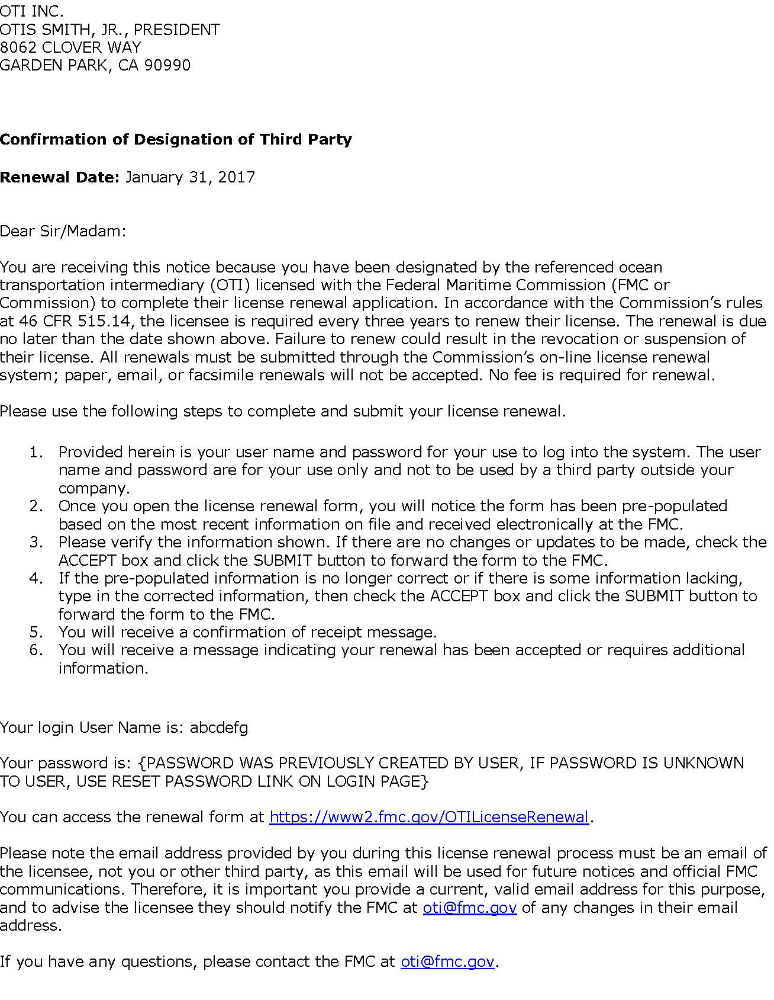 OTI INC.
OTIS SMITH, JR., PRESIDENT
8062 CLOVER WAY
GARDEN PARK, CA 90990
Confirmation of Designation of Third Party
Renewal Date: January 31, 2017
Dear Sir/Madam:
You are receiving this notice because you have been designated by the referenced ocean
transportation intermediary (OTI) licensed with the Federal Maritime Commission (FMC or
Commission) to complete their license renewal application. In accordance with the Commission’s rules
at 46 CFR 515.14, the licensee is required every three years to renew their license. The renewal is due
no later than the date shown above. Failure to renew could result in the revocation or suspension of
their license. All renewals must be submitted through the Commission’s on-line license renewal
system; paper, email, or facsimile renewals will not be accepted. No fee is required for renewal.
Please use the following steps to complete and submit your license renewal.
1. Provided herein is your user name and password for your use to log into the system. The user
name and password are for your use only and not to be used by a third party outside your
company.
2. Once you open the license renewal form, you will notice the form has been pre-populated
based on the most recent information on file and received electronically at the FMC.
3. Please verify the information shown. If there are no changes or updates to be made, check the
ACCEPT box and click the SUBMIT button to forward the form to the FMC.
4. If the pre-populated information is no longer correct or if there is some information lacking,
type in the corrected information, then check the ACCEPT box and click the SUBMIT button to
forward the form to the FMC.
5. You will receive a confirmation of receipt message.
6. You will receive a message indicating your renewal has been accepted or requires additional
information.
Your login User Name is: abcdefg
Your password is: {PASSWORD WAS PREVIOUSLY CREATED BY USER, IF PASSWORD IS UNKNOWN
TO USER, USE RESET PASSWORD LINK ON LOGIN PAGE}
You can access the renewal form at https://www2.fmc.gov/OTILicenseRenewal.
Please note the email address provided by you during this license renewal process must be an email of
the licensee, not you or other third party, as this email will be used for future notices and official FMC
communications. Therefore, it is important you provide a current, valid email address for this purpose,
and to advise the licensee they should notify the FMC at oti@fmc.gov of any changes in their email
address.
If you have any questions, please contact the FMC at oti@fmc.gov.